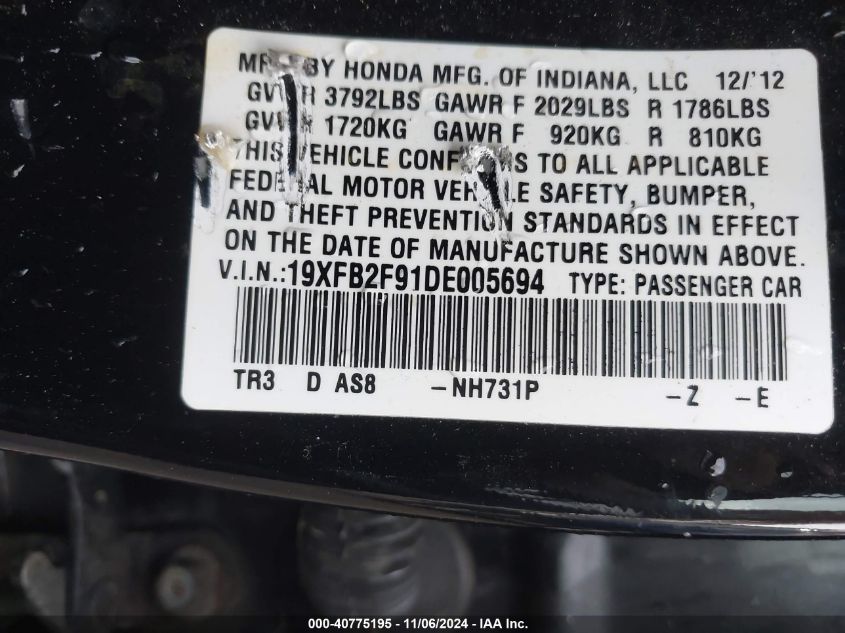 BY HONDA MFG. OF INDIANA, LLC 12/'12
3792LBS GAWR F 2029LBS R 1786LBS
1720KG GAWR F 920KG R 810KG
THIS VEHICLE CONFORMS TO ALL APPLICABLE
FEDERAL MOTOR VEHICLE SAFETY, BUMPER,
AND THEFT PREVENTION STANDARDS IN EFFECT
ON THE DATE OF MANUFACTURE SHOWN ABOVE.
V.I.N.:19XFB2F91DE005694 TYPE: PASSENGER CAR
TR3 D AS8 -NH731P -Z -E
000-40775195 - 11/06/2024 - IAA Inc.